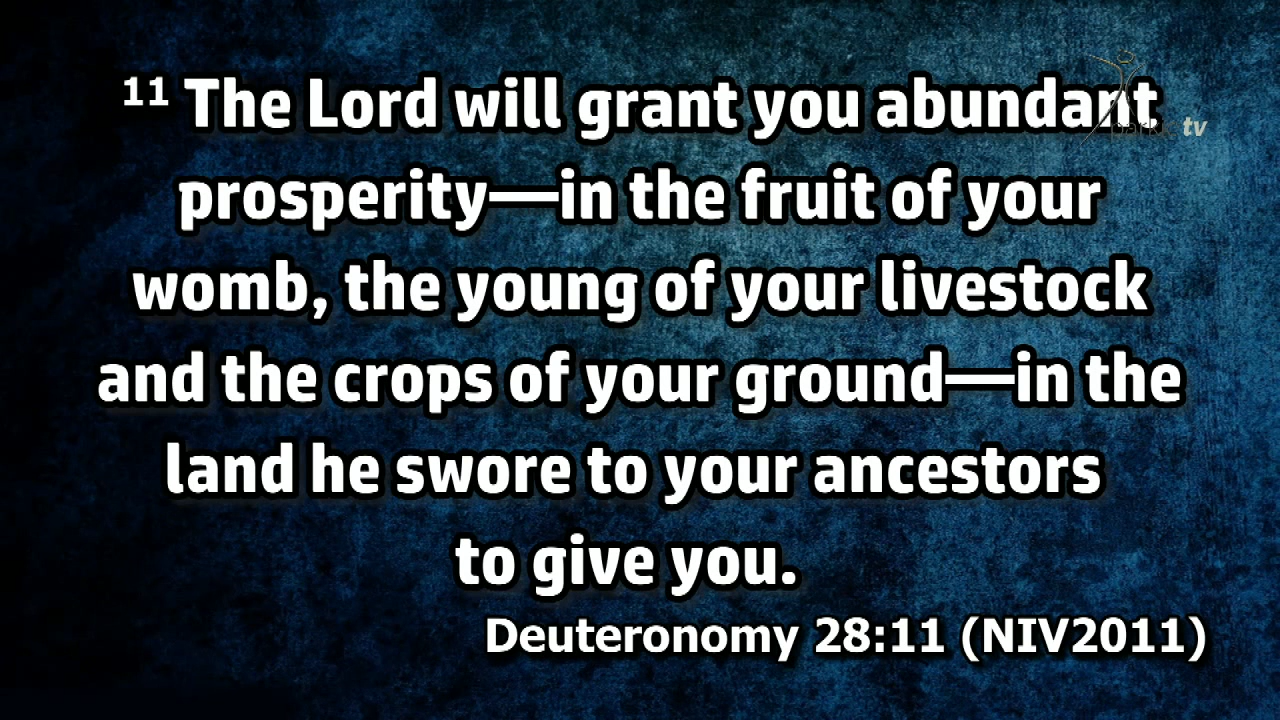 11 The Lord will grant you abundant
prosperity—in the fruit of your
womb, the young of your livestock
and the crops of your ground—in the
land he swore to your ancestors
to give you.
Deuteronomy 28:11 (NIV2011)
tv